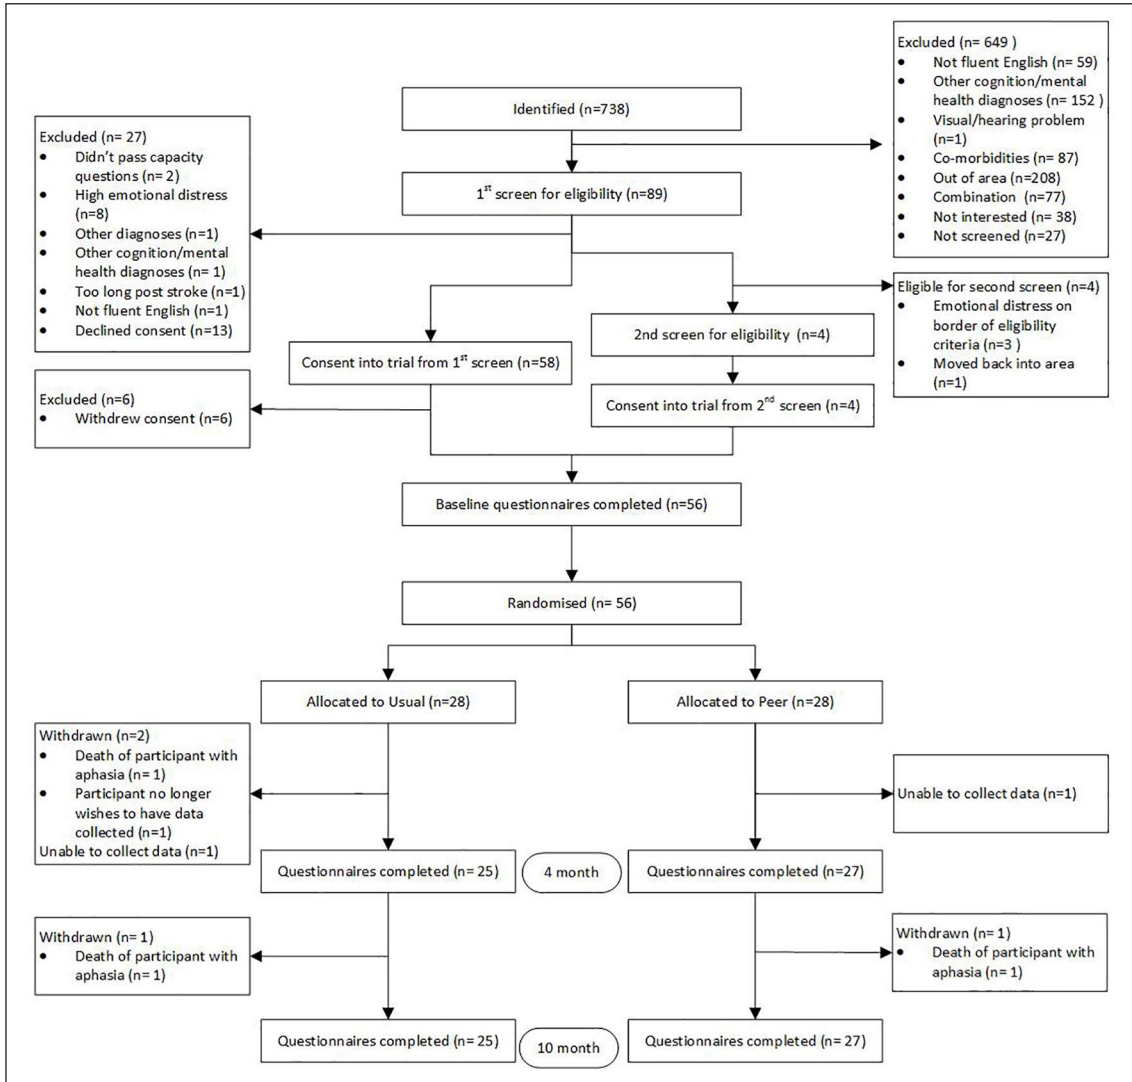 Identified (n=738)
Excluded (n= 649 )
• Not fluent English (n= 59)
• Other cognition/mental
health diagnoses (n= 152 )
• Visual/hearing problem
(n=1)
• Co-morbidities (n= 87)
• Out of area (n=208)
• Combination (n=77)
• Not interested (n= 38)
• Not screened (n=27)
1st screen for eligibility (n=89)
Excluded (n= 27)
• Didn't pass capacity
questions (n= 2)
• High emotional distress
(n=8)
• Other diagnoses (n=1)
• Other cognition/mental
health diagnoses (n= 1)
• Too long post stroke (n=1)
• Not fluent English (n=1)
• Declined consent (n=13)
Eligible for second screen (n=4)
• Emotional distress on
border of eligibility
criteria (n=3 )
• Moved back into area
(n=1)
2nd screen for eligibility (n=4)
Consent into trial from 1st screen (n=58)
Consent into trial from 2nd screen (n=4)
Excluded (n=6)
• Withdrew consent (n=6)
Baseline questionnaires completed (n=56)
Randomised (n= 56)
Allocated to Usual (n=28)
Allocated to Peer (n=28)
Withdrawn (n=2)
• Death of participant with
aphasia (n= 1)
• Participant no longer
wishes to have data
collected (n=1)
Unable to collect data (n=1)
Unable to collect data (n=1)
Questionnaires completed (n= 25)
4 month
Questionnaires completed (n=27)
Withdrawn (n= 1)
• Death of participant with
aphasia (n= 1)
Withdrawn (n= 1)
• Death of participant with
aphasia (n= 1)
Questionnaires completed (n= 25)
10 month
Questionnaires completed (n= 27)